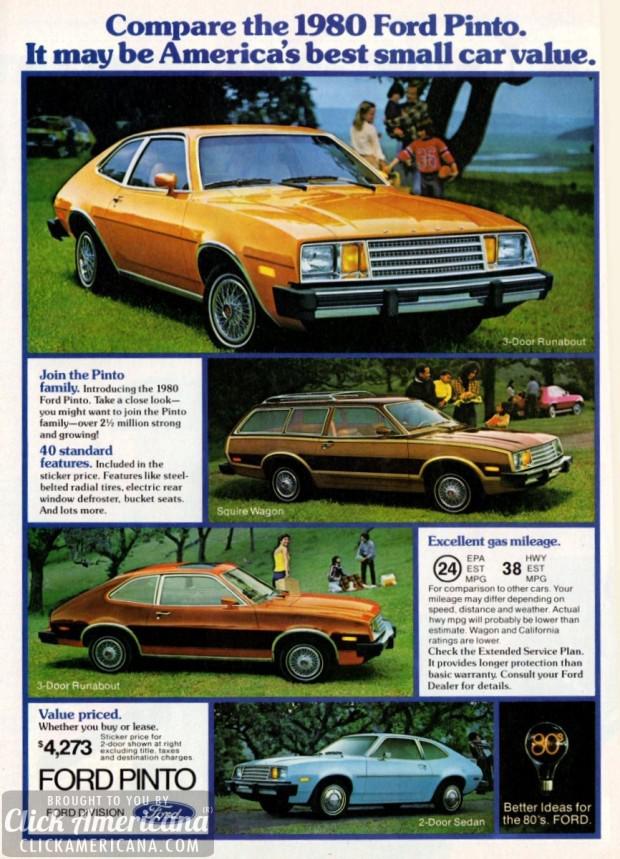 Compare the 1980 Ford Pinto.
It may be America's best small car value.
3-Door Runabout
Join the Pinto
family. Introducing the 1980
Ford Pinto. Take a close look—
you might want to join the Pinto
family—over 2½ million strong
and growing!
40 standard
features. Included in the
sticker price. Features like steel-
belted radial tires, electric rear
window defroster, bucket seats.
And lots more.
Squire Wagon
3-Door Runabout
Excellent gas mileage.
24 EPA EST MPG 38 HWY EST MPG
For comparison to other cars. Your
mileage may differ depending on
speed, distance and weather. Actual
hwy mpg will probably be lower than
estimate. Wagon and California
ratings are lower.
Check the Extended Service Plan.
It provides longer protection than
basic warranty. Consult your Ford
Dealer for details.
Value priced.
Whether you buy or lease.
$4,273 Sticker price for
2-door shown at right
excluding title, taxes
and destination charges.
FORD PINTO
FORD DIVISION Ford
2-Door Sedan
80's
Better Ideas for
the 80's. FORD.
BROUGHT TO YOU BY
Click Americana (R)
CLICKAMERICANA.COM